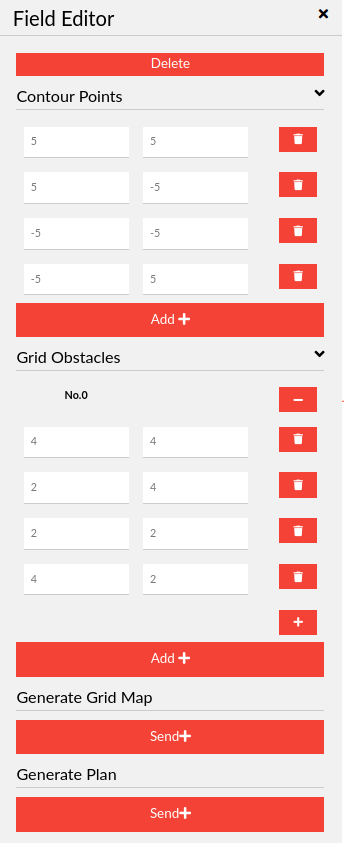 Field Editor
Delete
Contour Points
5 5
5 -5
-5 -5
-5 5
Add
Grid Obstacles
No.0
4 4
2 4
2 2
4 2
Add
Generate Grid Map
Send
Generate Plan
Send